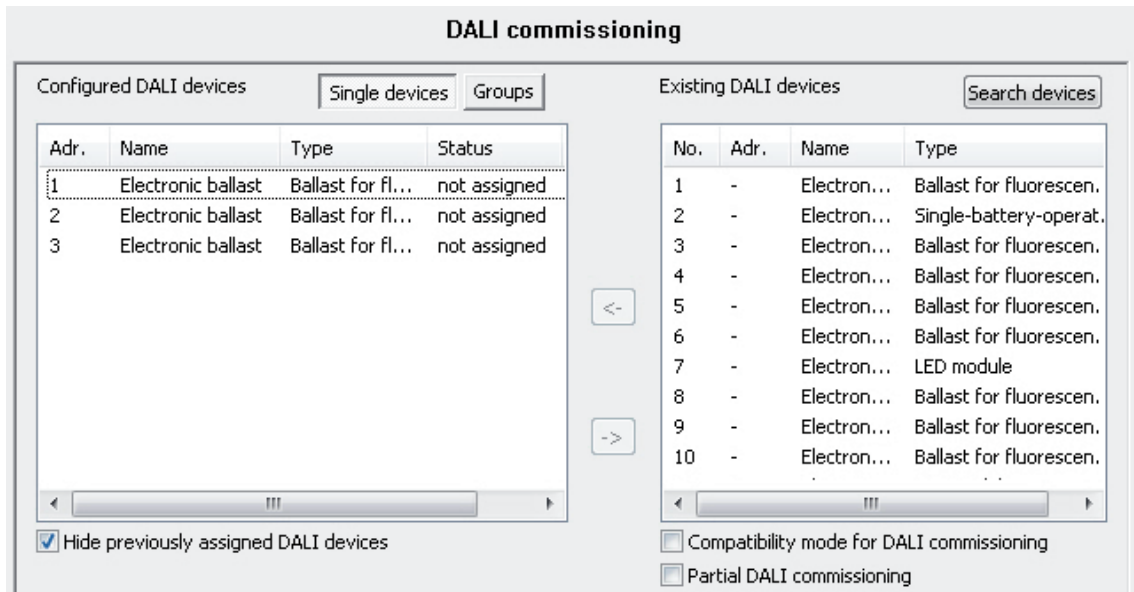 DALI commissioning
Configured DALI devices Single devices Groups
Adr. Name Type Status
1 Electronic ballast Ballast for fl... not assigned
2 Electronic ballast Ballast for fl... not assigned
3 Electronic ballast Ballast for fl... not assigned
Hide previously assigned DALI devices
<-
->
Existing DALI devices Search devices
No. Adr. Name Type
1 - Electron... Ballast for fluorescen.
2 - Electron... Single-battery-operat.
3 - Electron... Ballast for fluorescen.
4 - Electron... Ballast for fluorescen.
5 - Electron... Ballast for fluorescen.
6 - Electron... Ballast for fluorescen.
7 - Electron... LED module
8 - Electron... Ballast for fluorescen.
9 - Electron... Ballast for fluorescen.
10 - Electron... Ballast for fluorescen.
Compatibility mode for DALI commissioning
Partial DALI commissioning